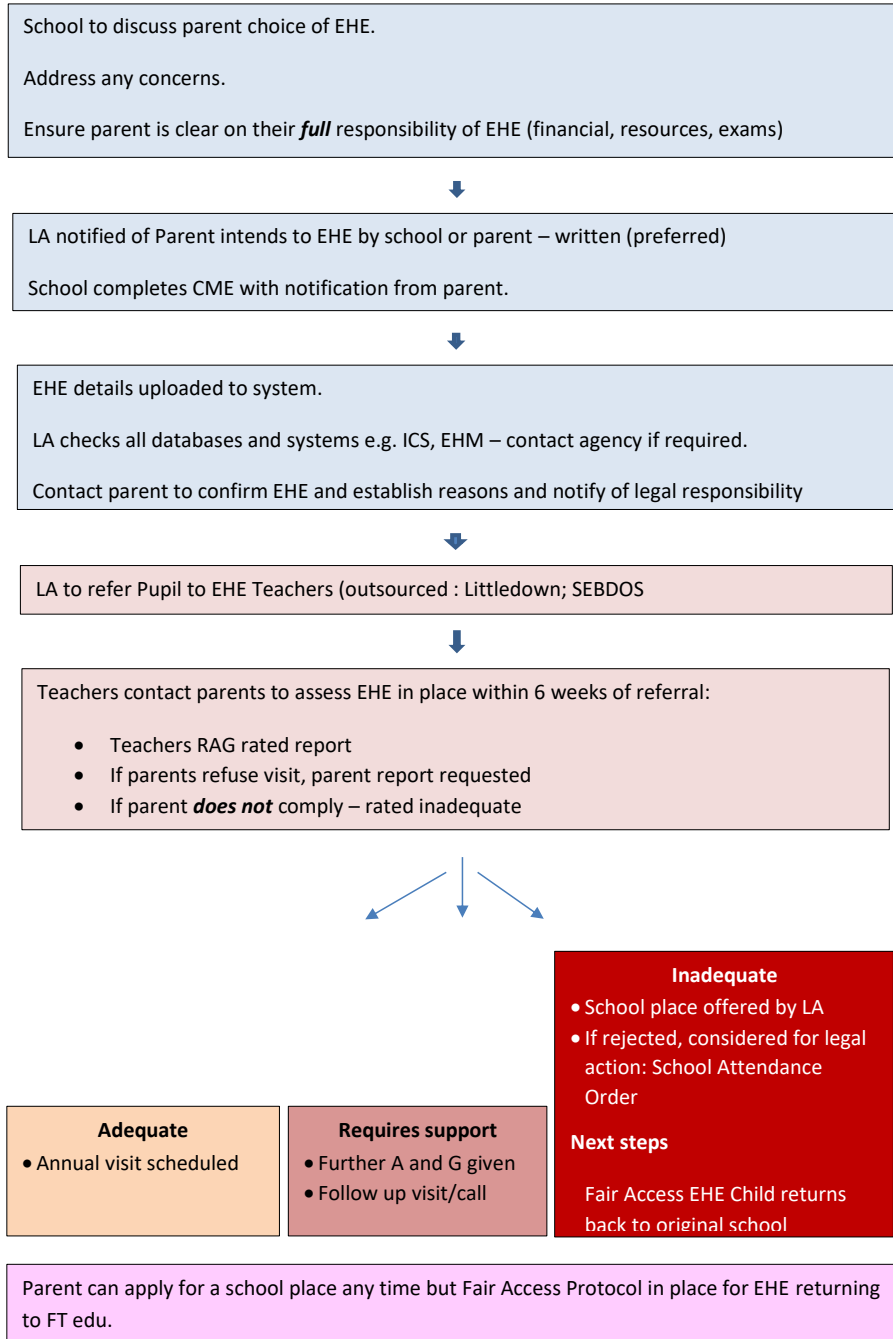 School to discuss parent choice of EHE.
Address any concerns.
Ensure parent is clear on their full responsibility of EHE (financial, resources, exams)
LA notified of Parent intends to EHE by school or parent – written (preferred)
School completes CME with notification from parent.
EHE details uploaded to system.
LA checks all databases and systems e.g. ICS, EHM – contact agency if required.
Contact parent to confirm EHE and establish reasons and notify of legal responsibility
LA to refer Pupil to EHE Teachers (outsourced : Littledown; SEBDOS
Teachers contact parents to assess EHE in place within 6 weeks of referral:
• Teachers RAG rated report
• If parents refuse visit, parent report requested
• If parent does not comply – rated inadequate
Adequate
• Annual visit scheduled
Requires support
• Further A and G given
• Follow up visit/call
Inadequate
• School place offered by LA
• If rejected, considered for legal
action: School Attendance
Order
Next steps
Fair Access EHE Child returns
back to original school
Parent can apply for a school place any time but Fair Access Protocol in place for EHE returning
to FT edu.